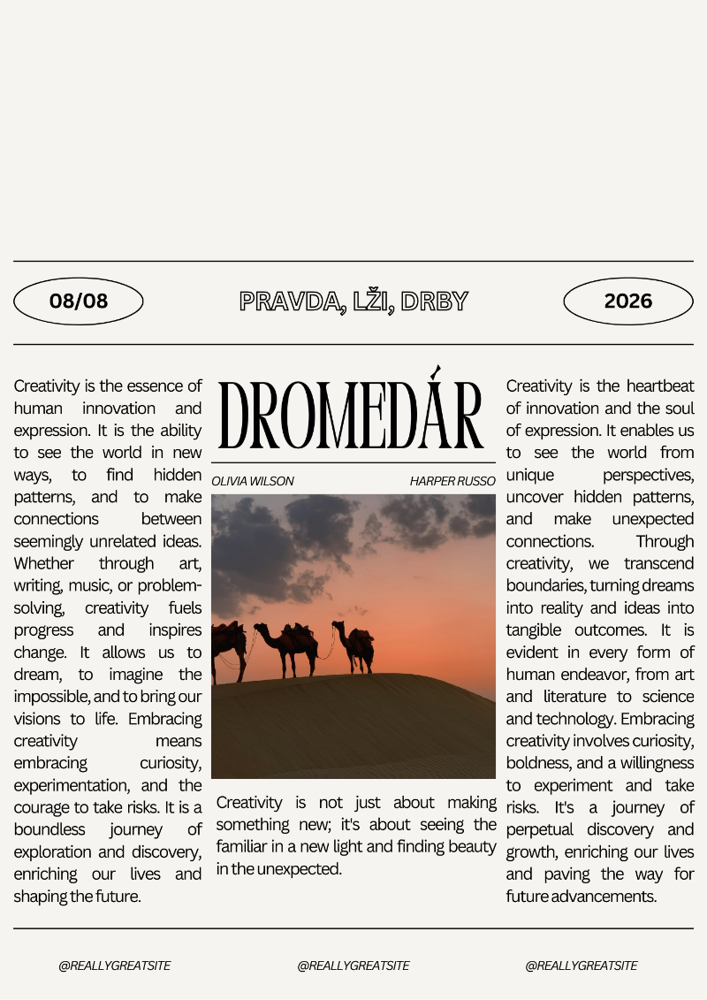 08/08
PRAVDA, LŽI, DRBY
2026
Creativity is the essence of
human innovation and
expression. It is the ability
to see the world in new
ways, to find hidden
patterns, and to make
connections between
seemingly unrelated ideas.
Whether through art,
writing, music, or problem-
solving, creativity fuels
progress and inspires
change. It allows us to
dream, to imagine the
impossible, and to bring our
visions to life. Embracing
creativity means
embracing curiosity,
experimentation, and the
courage to take risks. It is a
boundless journey of
exploration and discovery,
enriching our lives and
shaping the future.
DROMEDÁR
OLIVIA WILSON
HARPER RUSSO
Creativity is not just about making
something new; it's about seeing the
familiar in a new light and finding beauty
in the unexpected.
Creativity is the heartbeat
of innovation and the soul
of expression. It enables us
to see the world from
unique perspectives,
uncover hidden patterns,
and make unexpected
connections. Through
creativity, we transcend
boundaries, turning dreams
into reality and ideas into
tangible outcomes. It is
evident in every form of
human endeavor, from art
and literature to science
and technology. Embracing
creativity involves curiosity,
boldness, and a willingness
to experiment and take
risks. It's a journey of
perpetual discovery and
growth, enriching our lives
and paving the way for
future advancements.
@REALLYGREATSITE
@REALLYGREATSITE
@REALLYGREATSITE